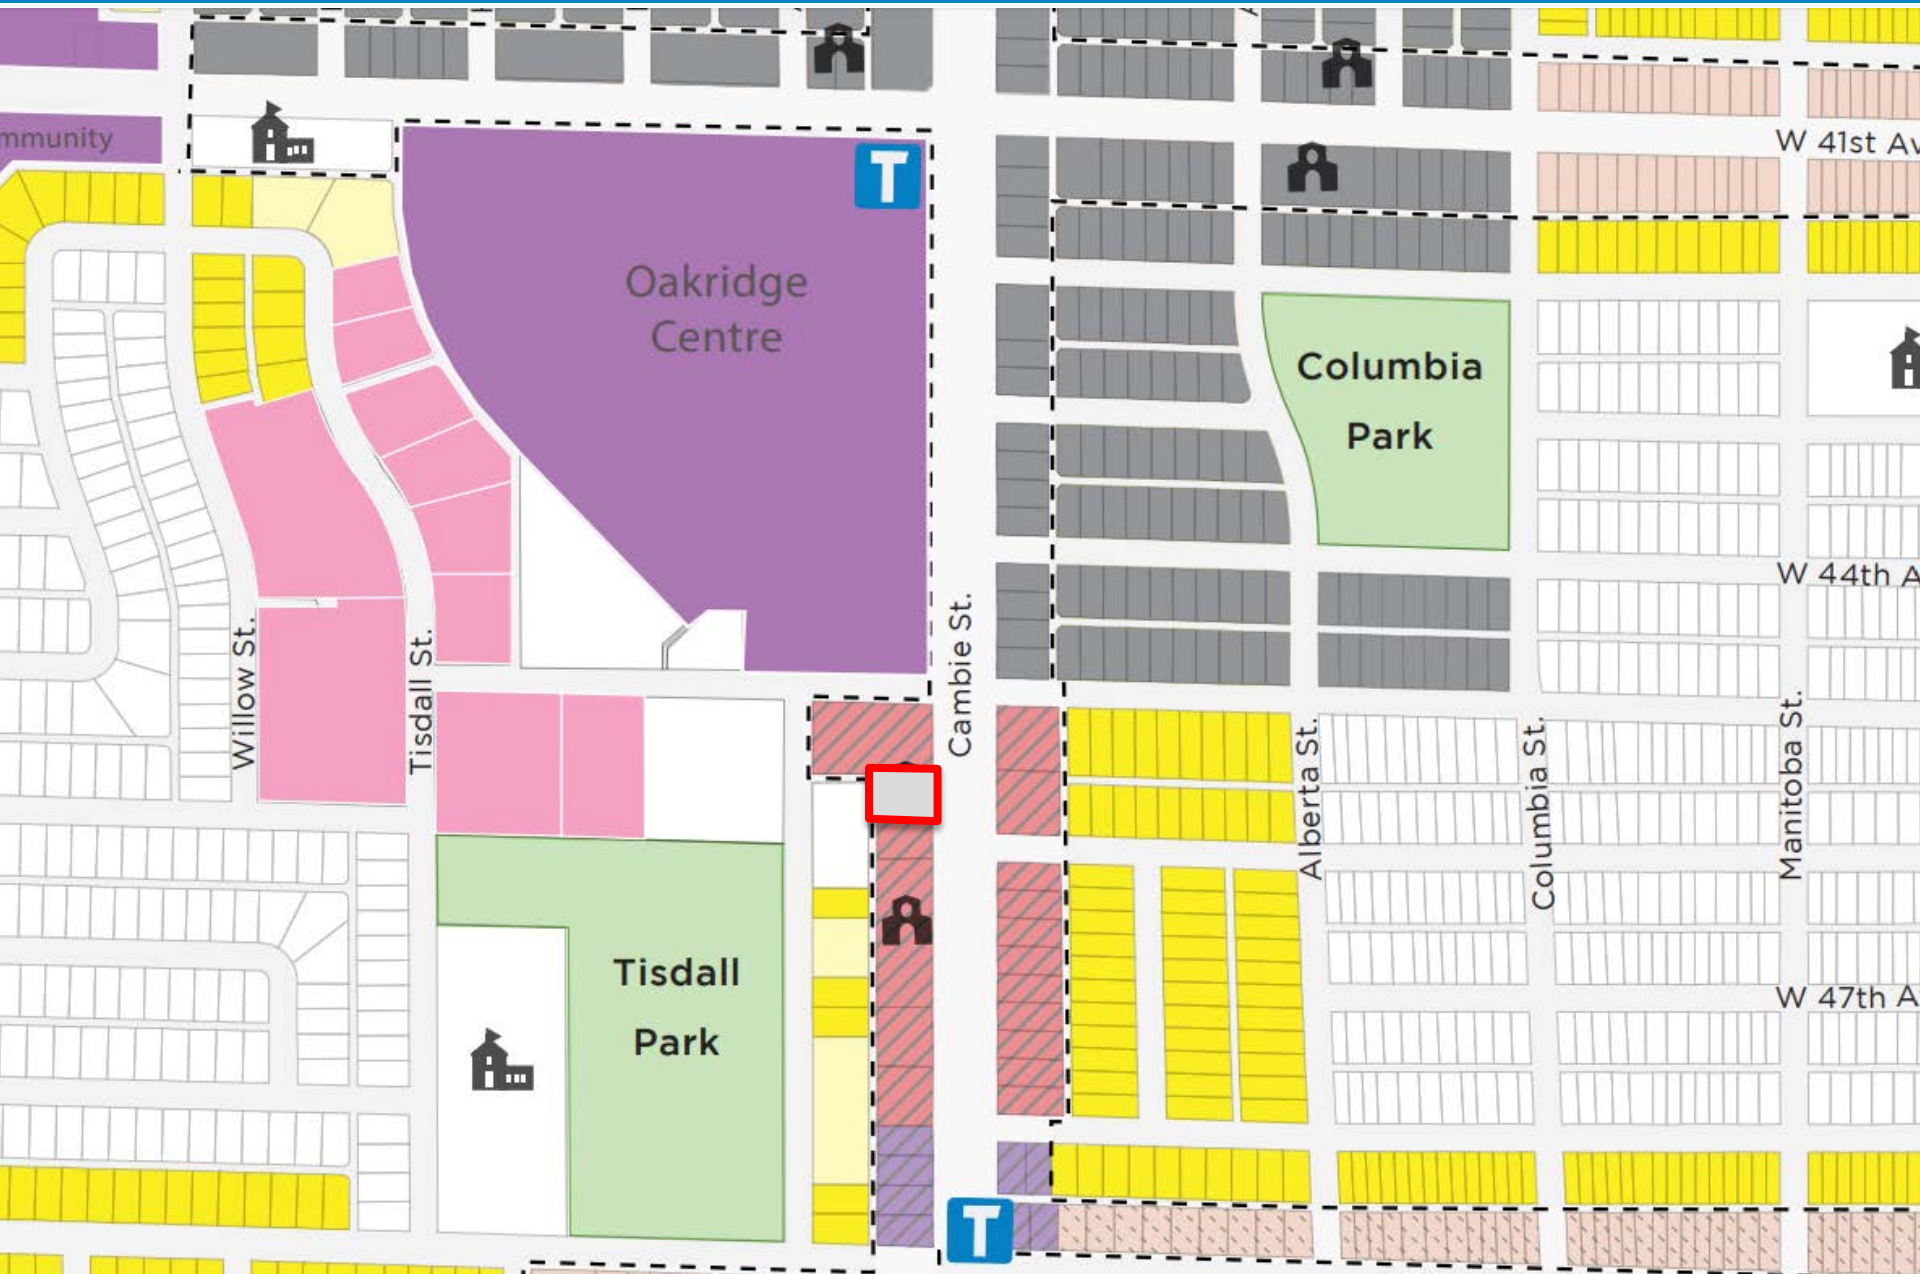 mmunity
W 41st Av
T
Oakridge
Centre
Columbia
Park
W 44th A
Cambie St.
Willow St.
Tisdall St.
Alberta St.
Columbia St.
Manitoba St.
Tisdall
Park
W 47th A
T